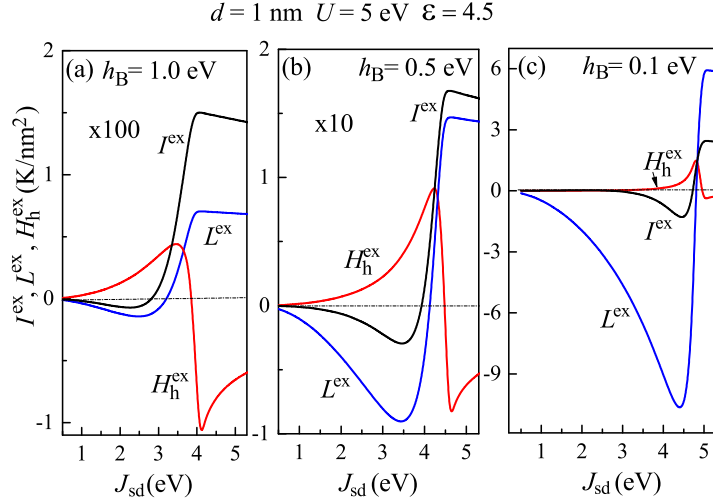 d = 1 nm U = 5 eV ε = 4.5
(a) h_B = 1.0 eV
x100
I^ex
L^ex
H_h^ex
2
1
0
-1
1 2 3 4 5
J_sd (eV)
I^ex, L^ex, H_h^ex (K/nm²)
(b) h_B = 0.5 eV
x10
I^ex
H_h^ex
L^ex
2
1
0
-1
1 2 3 4 5
J_sd (eV)
(c) h_B = 0.1 eV
H_h^ex
I^ex
L^ex
6
3
0
-3
-6
-9
0 1 2 3 4 5
J_sd (eV)